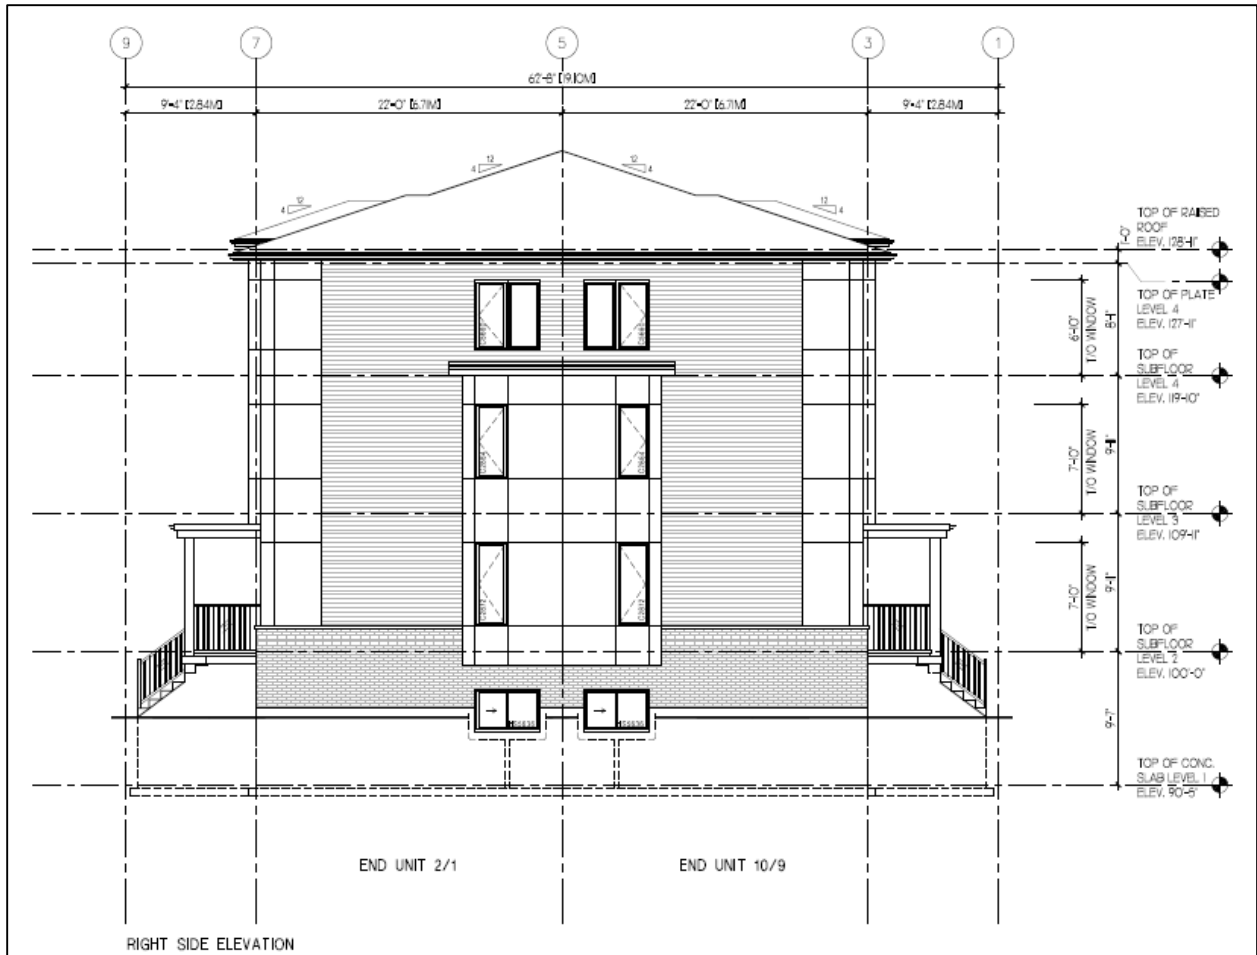 9 7 5 3 1
62'-8" [19.10M]
9'-4" [2.84M] 22'-0" [6.71M] 22'-0" [6.71M] 9'-4" [2.84M]
12
4
12
4
12
4
12
4
TOP OF RAISED
ROOF
ELEV. 128'-11"
1'-0"
TOP OF PLATE
LEVEL 4
ELEV. 127'-11"
6'-10"
T/O WINDOW
8'-1"
TOP OF
SUBFLOOR
LEVEL 4
ELEV. 119'-10"
7'-10"
T/O WINDOW
9'-11"
TOP OF
SUBFLOOR
LEVEL 3
ELEV. 109'-11"
7'-10"
T/O WINDOW
9'-11"
TOP OF
SUBFLOOR
LEVEL 2
ELEV. 100'-0"
9'-7"
TOP OF CONC.
SLAB LEVEL 1
ELEV. 90'-5"
C2664
C2664
C2872
C2872
END UNIT 2/1 END UNIT 10/9
RIGHT SIDE ELEVATION